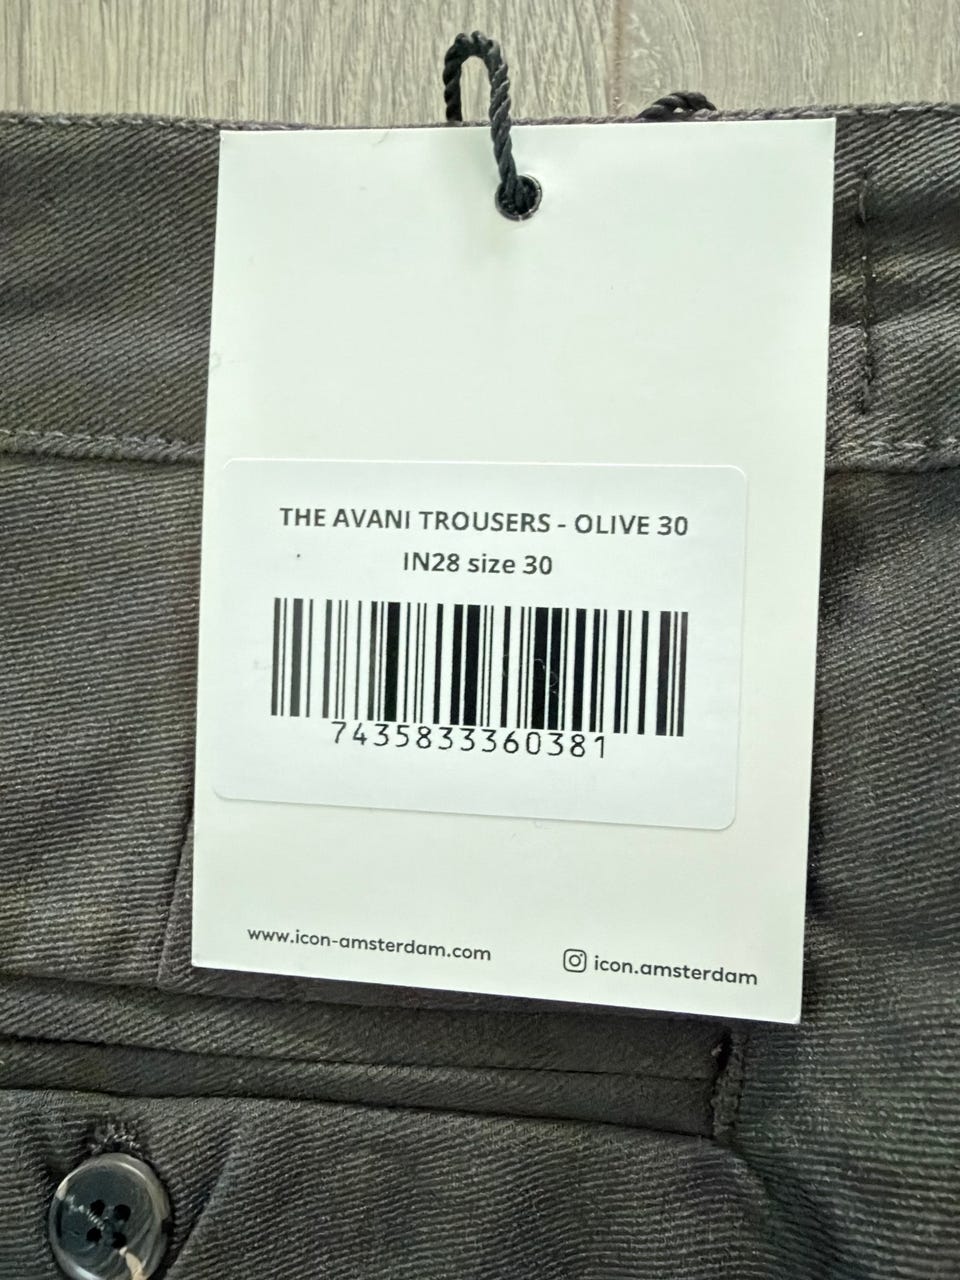 THE AVANI TROUSERS - OLIVE 30
IN28 size 30
7435833360381
www.icon-amsterdam.com
icon.amsterdam